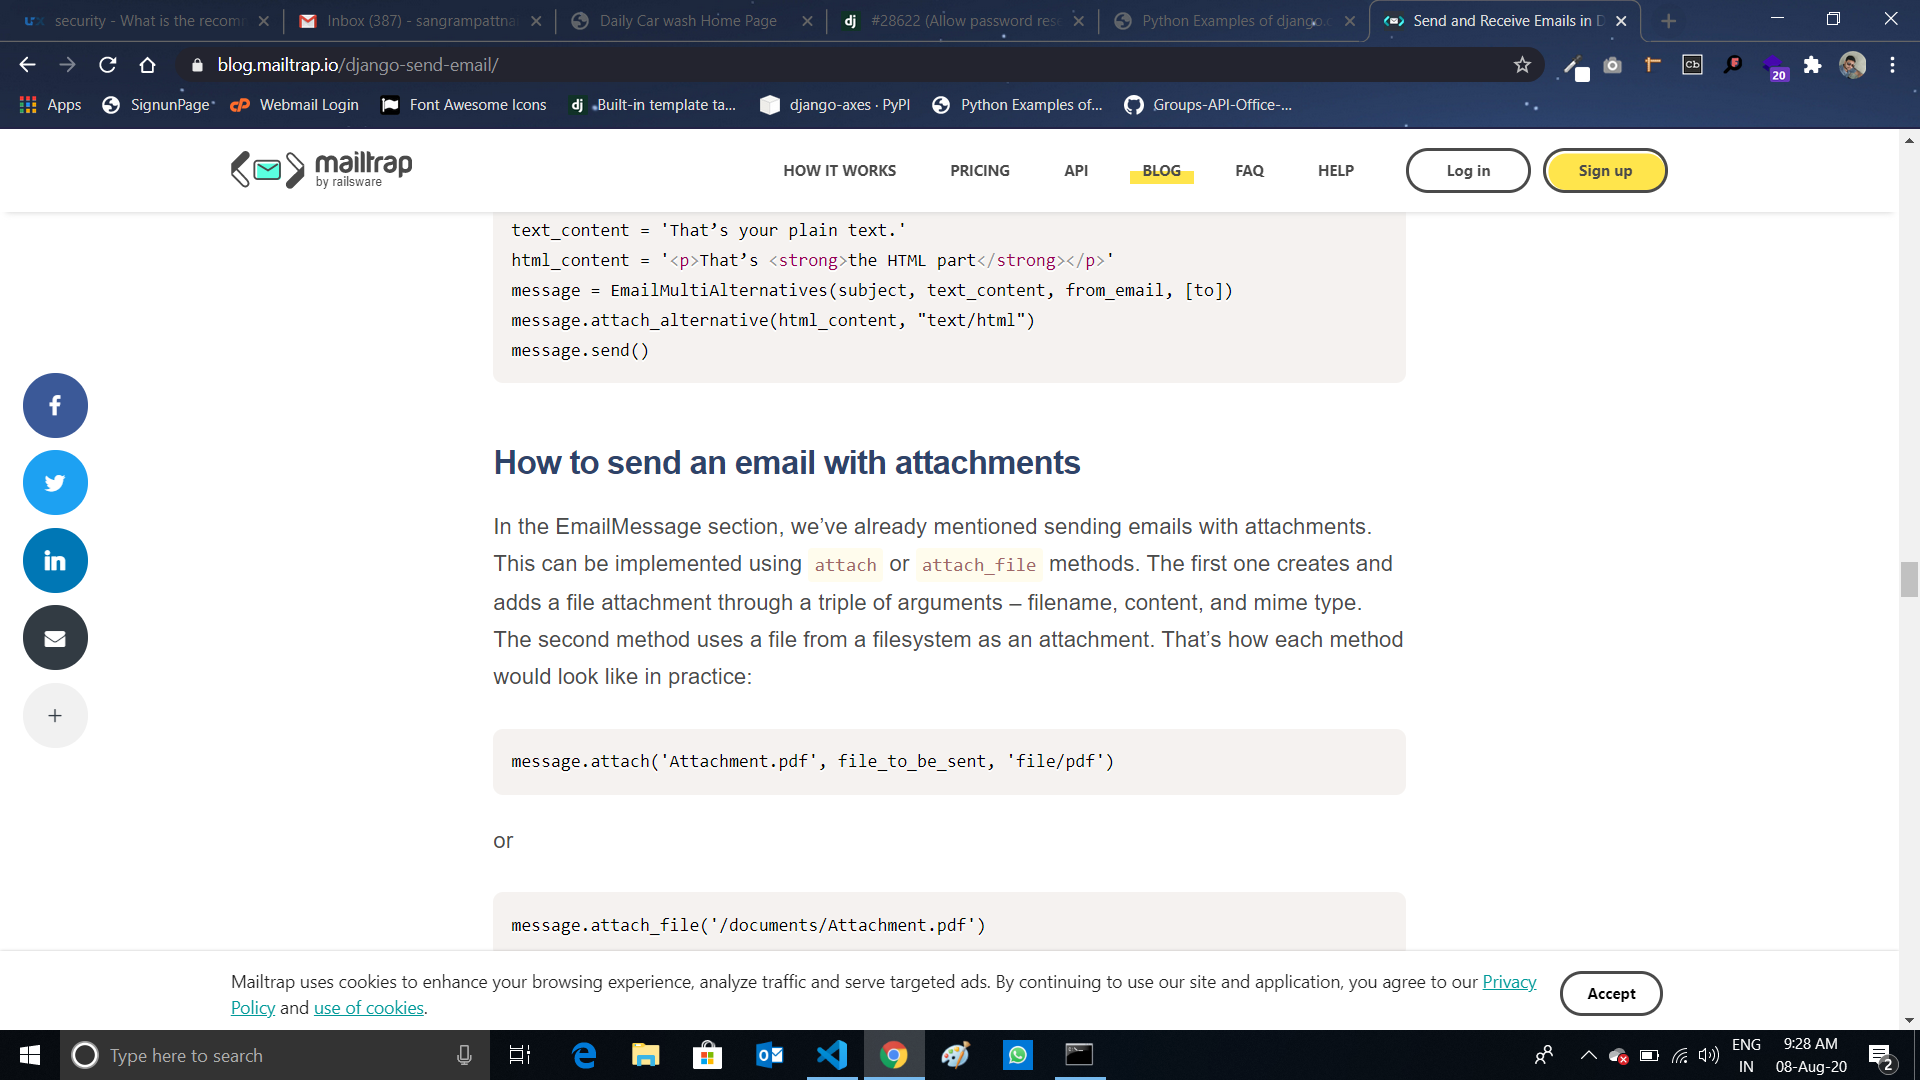 security - What is the recom
Inbox (387) - sangrampattna
Daily Car wash Home Page
dj
#28622 (Allow password rese
Python Examples of django.c
Send and Receive Emails in D
blog.mailtrap.io/django-send-email/
Cb
20
Apps
SignunPage
Webmail Login
Font Awesome Icons
dj
Built-in template ta...
django-axes · PyPI
Python Examples of...
Groups-API-Office-...
mailtrap
by railsware
HOW IT WORKS
PRICING
API
BLOG
FAQ
HELP
Log in
Sign up
text_content = 'That’s your plain text.'
html_content = '<p>That’s <strong>the HTML part</strong></p>'
message = EmailMultiAlternatives(subject, text_content, from_email, [to])
message.attach_alternative(html_content, "text/html")
message.send()
How to send an email with attachments
In the EmailMessage section, we’ve already mentioned sending emails with attachments.
This can be implemented using attach or attach_file methods. The first one creates and
adds a file attachment through a triple of arguments – filename, content, and mime type.
The second method uses a file from a filesystem as an attachment. That’s how each method
would look like in practice:
message.attach('Attachment.pdf', file_to_be_sent, 'file/pdf')
or
message.attach_file('/documents/Attachment.pdf')
Mailtrap uses cookies to enhance your browsing experience, analyze traffic and serve targeted ads. By continuing to use our site and application, you agree to our Privacy
Policy and use of cookies.
Accept
Type here to search
ENG
IN
9:28 AM
08-Aug-20
2